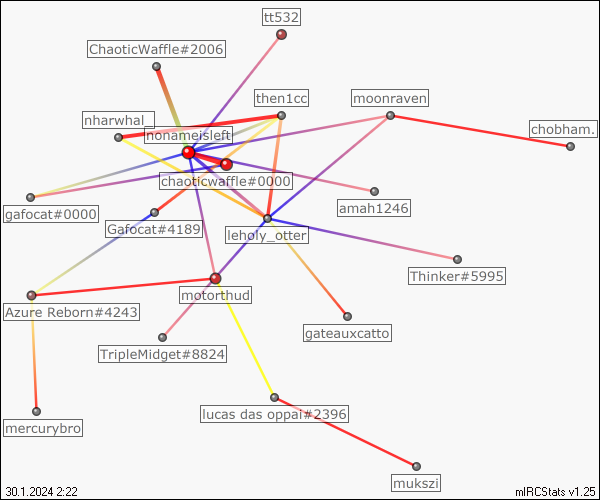 tt532
ChaoticWaffle#2006
then1cc
moonraven
nharwhal_
nonameisleft
chobham.
chaoticwaffle#0000
gafocat#0000
amah1246
Gafocat#4189
leholy_otter
Thinker#5995
motorthud
Azure Reborn#4243
gateauxcatto
TripleMidget#8824
lucas das oppai#2396
mercurybro
mukszi
30.1.2024 2:22
mIRCStats v1.25